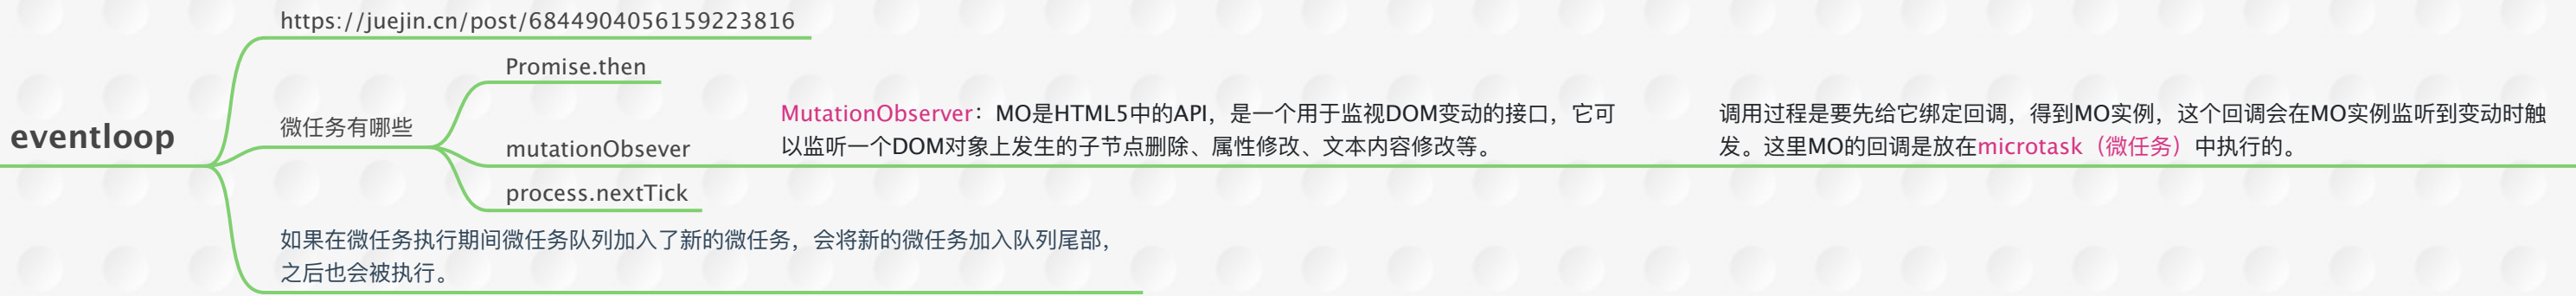 https://juejin.cn/post/6844904056159223816
Promise.then
eventloop
微任务有哪些
mutationObsever
MutationObserver：MO是HTML5中的API，是一个用于监视DOM变动的接口，它可
以监听一个DOM对象上发生的子节点删除、属性修改、文本内容修改等。
调用过程是要先给它绑定回调，得到MO实例，这个回调会在MO实例监听到变动时触
发。这里MO的回调是放在microtask（微任务）中执行的。
process.nextTick
如果在微任务执行期间微任务队列加入了新的微任务，会将新的微任务加入队列尾部，
之后也会被执行。